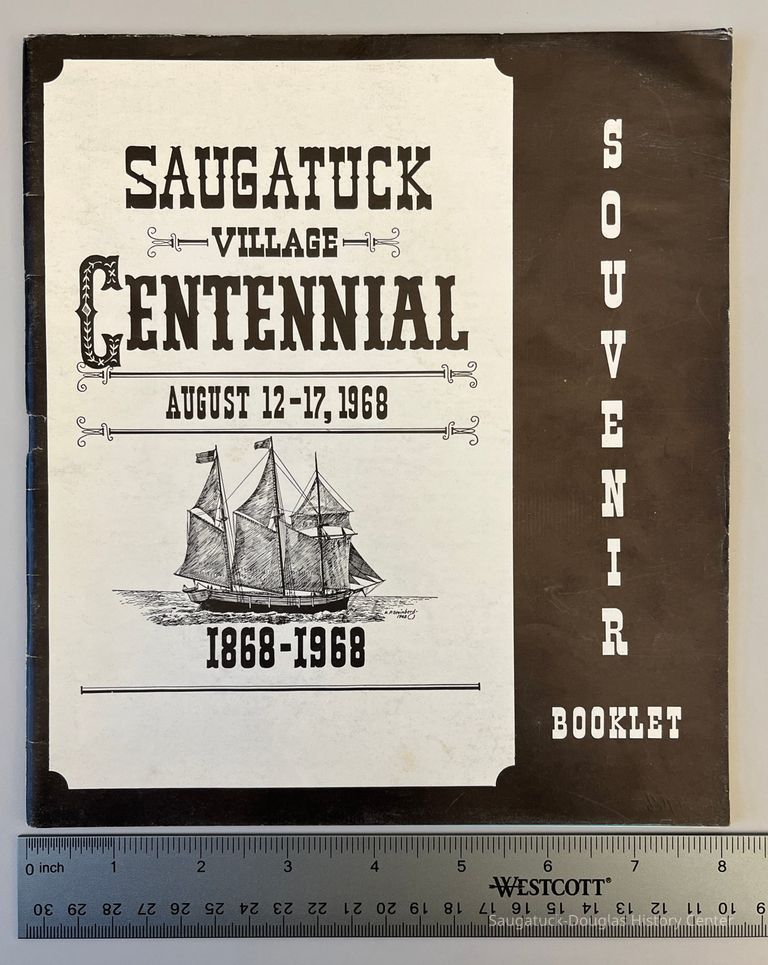 SAUGATUCK
VILLAGE
CENTENNIAL
AUGUST 12-17, 1968
1868-1968
SOUVENIR
BOOKLET
0 inch 1 2 3 4 5 6 7 8
WESTCOTT®
30 29 28 27 26 25 24 23 22 21 20 19 18 17 16 15 14 13 12 11 10 9
Saugatuck-Douglas History Center